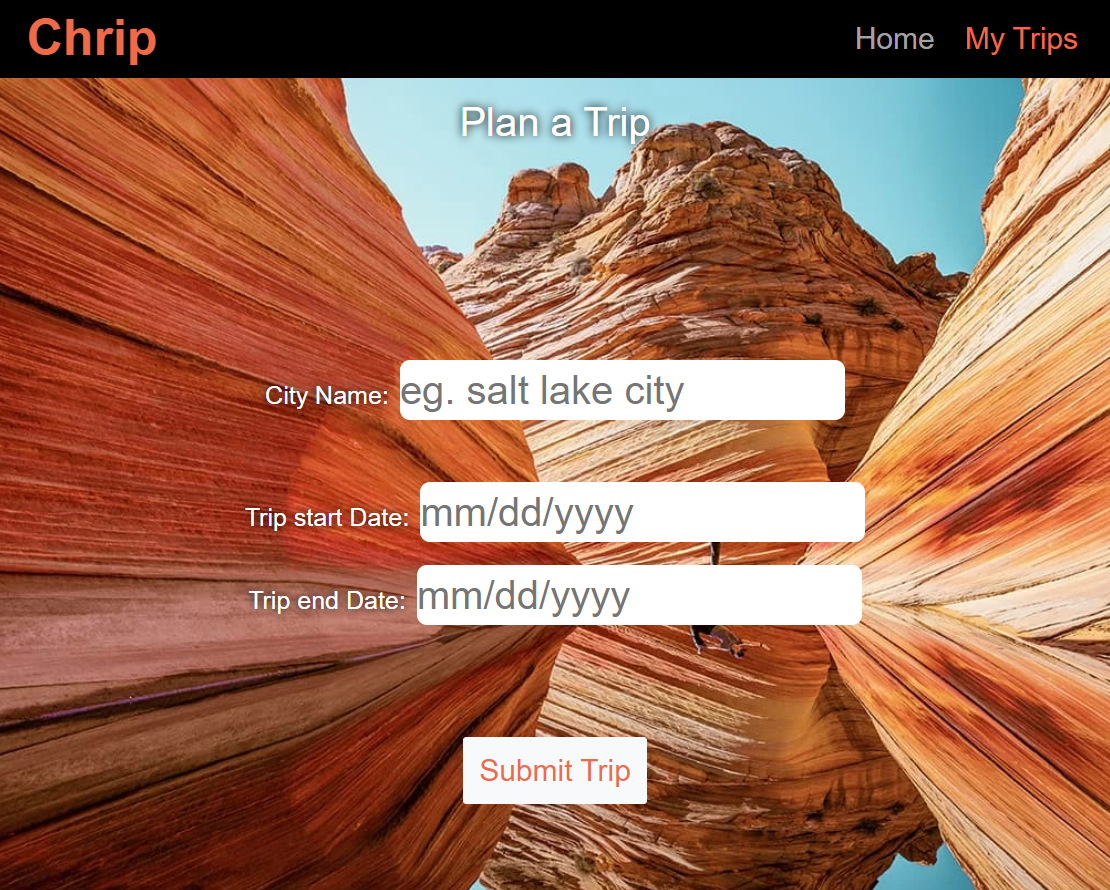 Chrip
Home My Trips
Plan a Trip
City Name: eg. salt lake city
Trip start Date: mm/dd/yyyy
Trip end Date: mm/dd/yyyy
Submit Trip